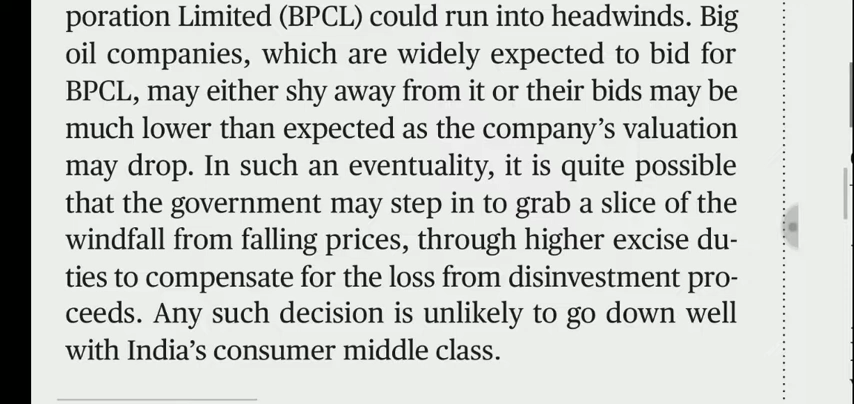 poration Limited (BPCL) could run into headwinds. Big
oil companies, which are widely expected to bid for
BPCL, may either shy away from it or their bids may be
much lower than expected as the company’s valuation
may drop. In such an eventuality, it is quite possible
that the government may step in to grab a slice of the
windfall from falling prices, through higher excise du-
ties to compensate for the loss from disinvestment pro-
ceeds. Any such decision is unlikely to go down well
with India’s consumer middle class.